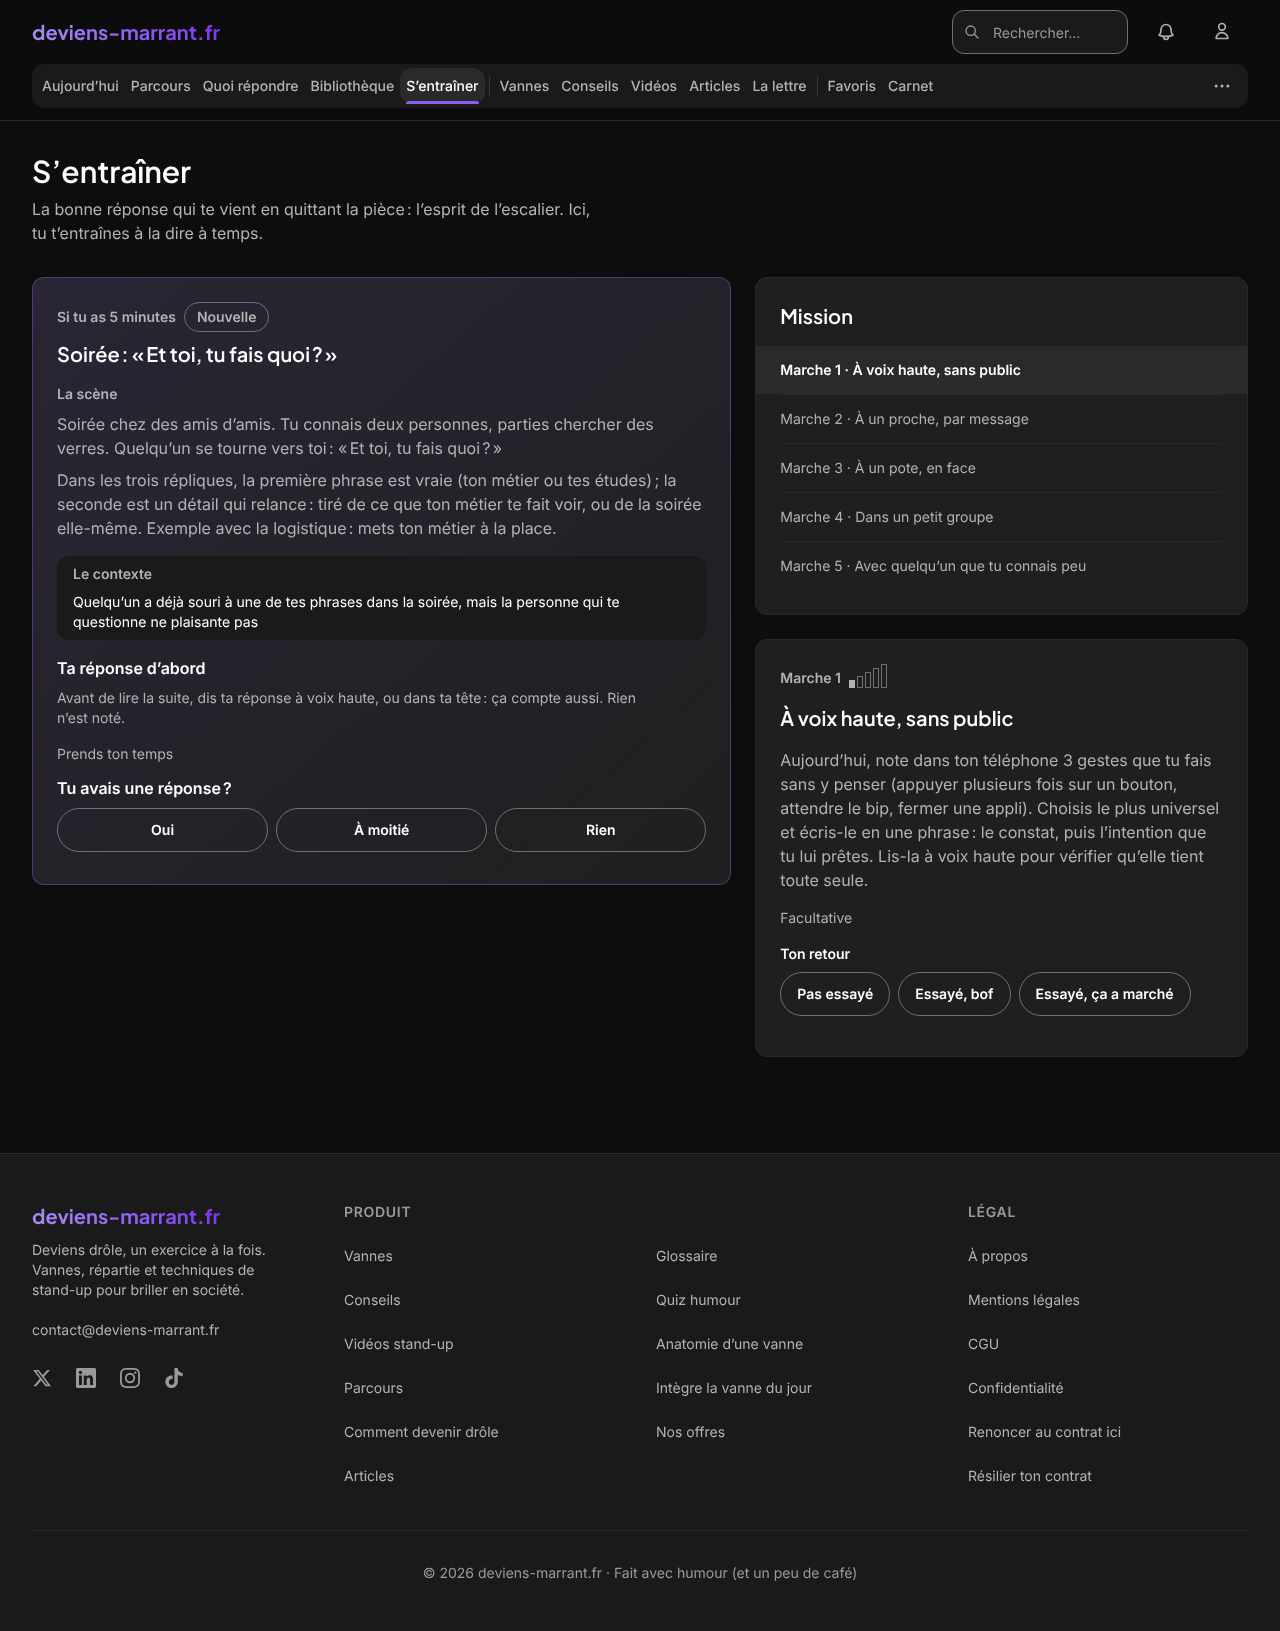 deviens-marrant.fr
Rechercher...
Aujourd’hui
Parcours
Quoi répondre
Bibliothèque
S’entraîner
Vannes
Conseils
Vidéos
Articles
La lettre
Favoris
Carnet
S’entraîner
La bonne réponse qui te vient en quittant la pièce : l’esprit de l’escalier. Ici,
tu t’entraînes à la dire à temps.
Si tu as 5 minutes
Nouvelle
Soirée : « Et toi, tu fais quoi ? »
La scène
Soirée chez des amis d’amis. Tu connais deux personnes, parties chercher des
verres. Quelqu’un se tourne vers toi : « Et toi, tu fais quoi ? »
Dans les trois répliques, la première phrase est vraie (ton métier ou tes études) ; la
seconde est un détail qui relance : tiré de ce que ton métier te fait voir, ou de la soirée
elle-même. Exemple avec la logistique : mets ton métier à la place.
Le contexte
Quelqu’un a déjà souri à une de tes phrases dans la soirée, mais la personne qui te
questionne ne plaisante pas
Ta réponse d’abord
Avant de lire la suite, dis ta réponse à voix haute, ou dans ta tête : ça compte aussi. Rien
n’est noté.
Prends ton temps
Tu avais une réponse ?
Oui
À moitié
Rien
Mission
Marche 1 · À voix haute, sans public
Marche 2 · À un proche, par message
Marche 3 · À un pote, en face
Marche 4 · Dans un petit groupe
Marche 5 · Avec quelqu’un que tu connais peu
Marche 1
À voix haute, sans public
Aujourd’hui, note dans ton téléphone 3 gestes que tu fais
sans y penser (appuyer plusieurs fois sur un bouton,
attendre le bip, fermer une appli). Choisis le plus universel
et écris-le en une phrase : le constat, puis l’intention que
tu lui prêtes. Lis-la à voix haute pour vérifier qu’elle tient
toute seule.
Facultative
Ton retour
Pas essayé
Essayé, bof
Essayé, ça a marché
deviens-marrant.fr
Deviens drôle, un exercice à la fois.
Vannes, répartie et techniques de
stand-up pour briller en société.
contact@deviens-marrant.fr
PRODUIT
Vannes
Conseils
Vidéos stand-up
Parcours
Comment devenir drôle
Articles
Glossaire
Quiz humour
Anatomie d’une vanne
Intègre la vanne du jour
Nos offres
LÉGAL
À propos
Mentions légales
CGU
Confidentialité
Renoncer au contrat ici
Résilier ton contrat
© 2026 deviens-marrant.fr · Fait avec humour (et un peu de café)